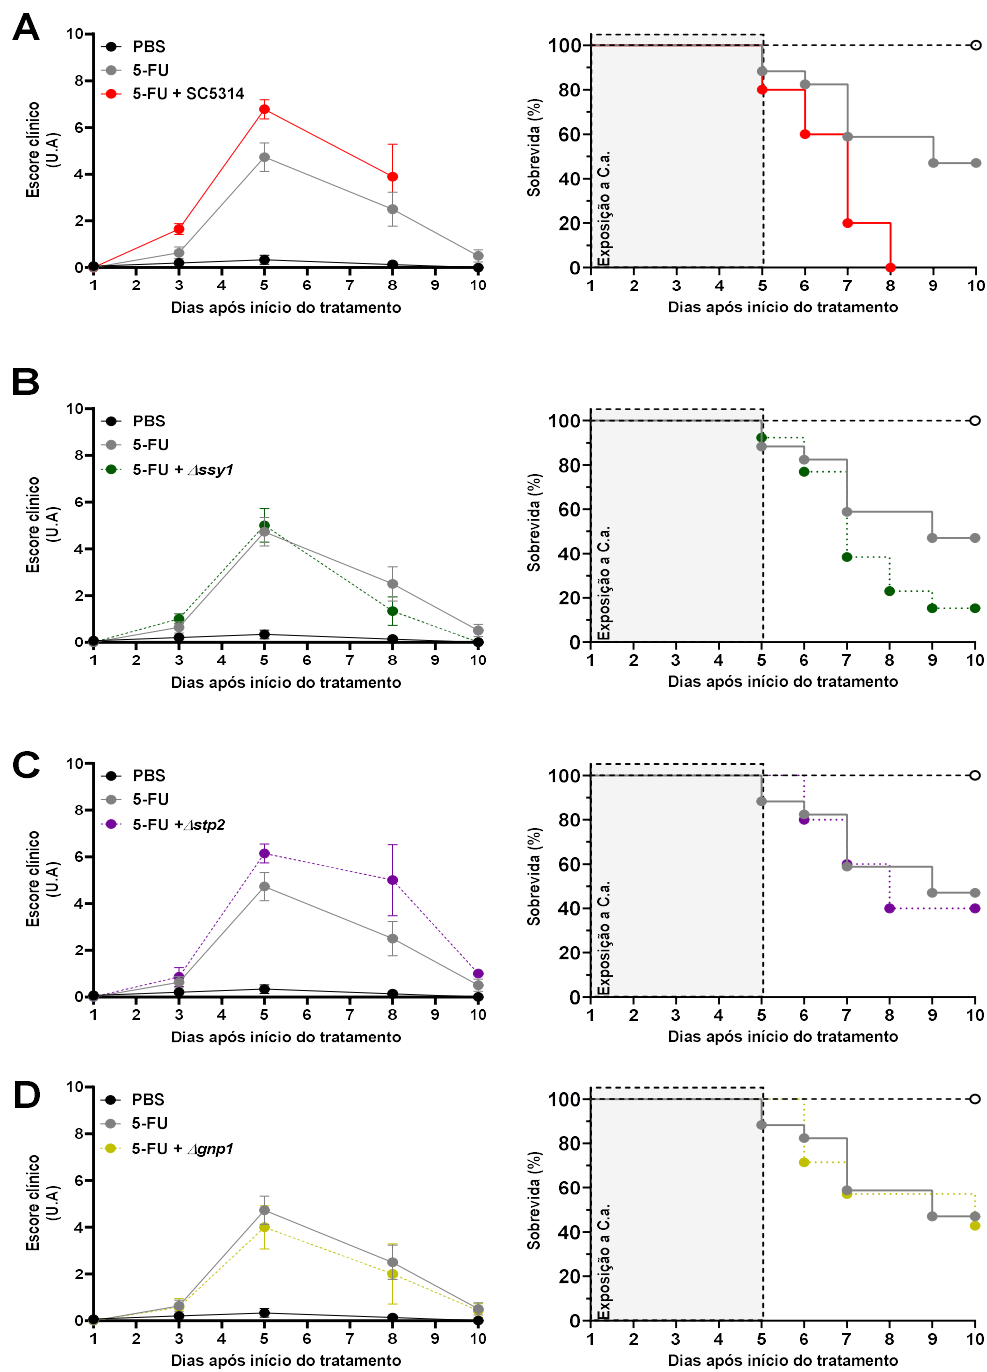 A
Escore clínico
(U.A)
10
8
6
4
2
0
PBS
5-FU
5-FU + SC5314
1 2 3 4 5 6 7 8 9 10
Dias após início do tratamento
Sobrevida (%)
100
80
60
40
20
0
Exposição a C.a.
1 2 3 4 5 6 7 8 9 10
Dias após início do tratamento
B
Escore clínico
(U.A)
10
8
6
4
2
0
PBS
5-FU
5-FU + Δssy1
1 2 3 4 5 6 7 8 9 10
Dias após início do tratamento
Sobrevida (%)
100
80
60
40
20
0
Exposição a C.a.
1 2 3 4 5 6 7 8 9 10
Dias após início do tratamento
C
Escore clínico
(U.A)
10
8
6
4
2
0
PBS
5-FU
5-FU +Δstp2
1 2 3 4 5 6 7 8 9 10
Dias após início do tratamento
Sobrevida (%)
100
80
60
40
20
0
Exposição a C.a.
1 2 3 4 5 6 7 8 9 10
Dias após início do tratamento
D
Escore clínico
(U.A)
10
8
6
4
2
0
PBS
5-FU
5-FU + Δgnp1
1 2 3 4 5 6 7 8 9 10
Dias após início do tratamento
Sobrevida (%)
100
80
60
40
20
0
Exposição a C.a.
1 2 3 4 5 6 7 8 9 10
Dias após início do tratamento